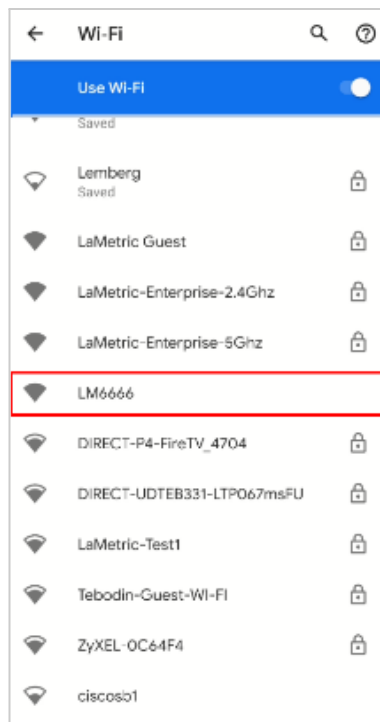 Wi-Fi
Use Wi-Fi
Saved
Lemberg
Saved
LaMetric Guest
LaMetric-Enterprise-2.4Ghz
LaMetric-Enterprise-5Ghz
LM6666
DIRECT-P4-FireTV_4704
DIRECT-UDTEB331-LTP067msFU
LaMetric-Test1
Tebodin-Guest-WI-FI
ZyXEL-0C64F4
ciscosb1